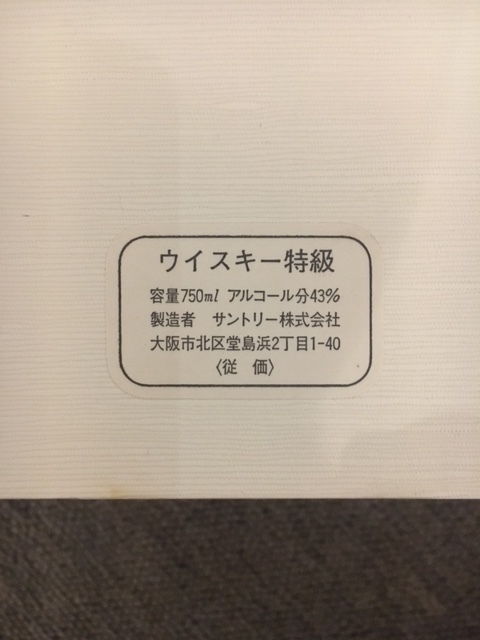 ウイスキー特級
容量750ml アルコール分43%
製造者 サントリー株式会社
大阪市北区堂島浜2丁目1-40
〈従 価〉